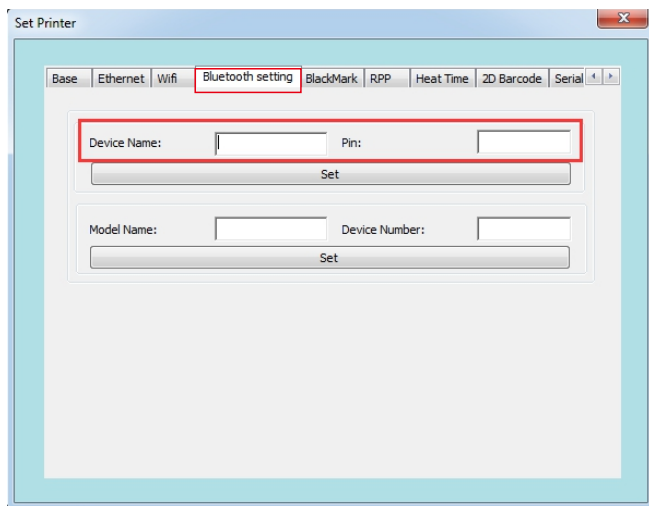 Set Printer
Base Ethernet Wifi Bluetooth setting BlackMark RPP Heat Time 2D Barcode Serial
Device Name: Pin:
Set
Model Name: Device Number:
Set